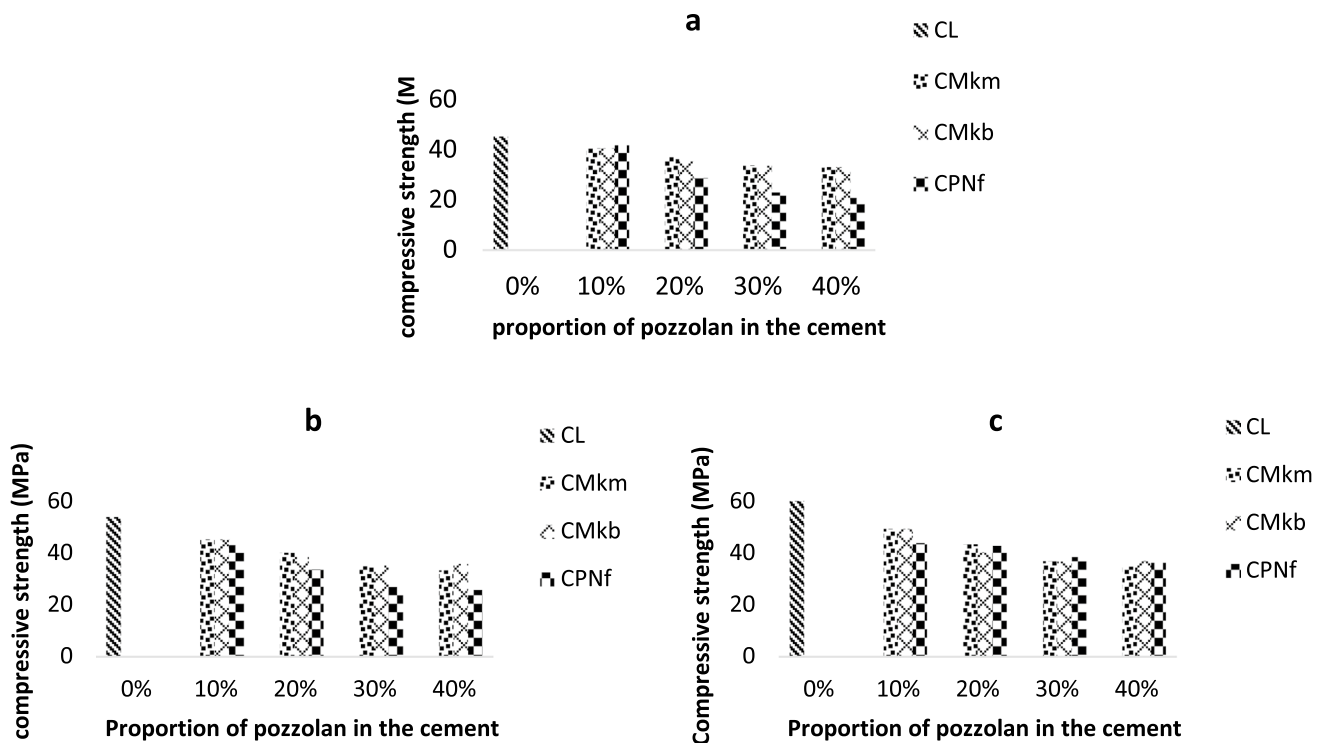 a
CL
CMkm
CMkb
CPNf
compressive strength (M
60
40
20
0
0% 10% 20% 30% 40%
proportion of pozzolan in the cement
b
CL
CMkm
CMkb
CPNf
compressive strength (MPa)
60
40
20
0
0% 10% 20% 30% 40%
Proportion of pozzolan in the cement
c
CL
CMkm
CMkb
CPNf
Compressive strength (MPa)
60
40
20
0
0% 10% 20% 30% 40%
Proportion of pozzolan in the cement